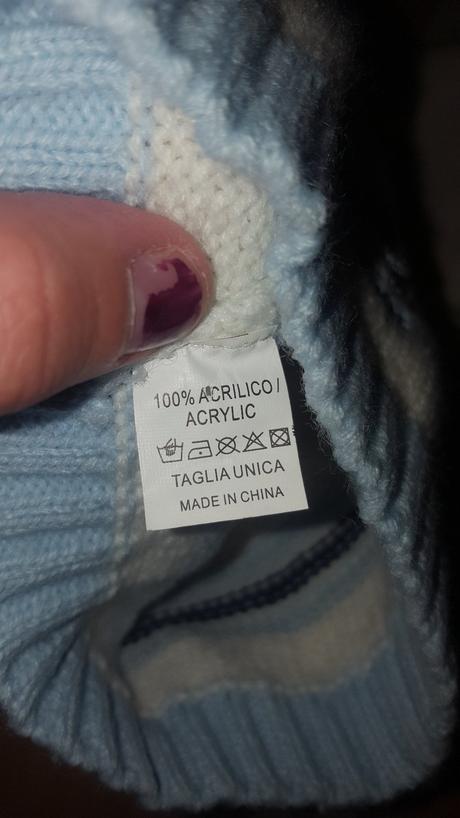 100% ACRILICO /
ACRYLIC
TAGLIA UNICA
MADE IN CHINA